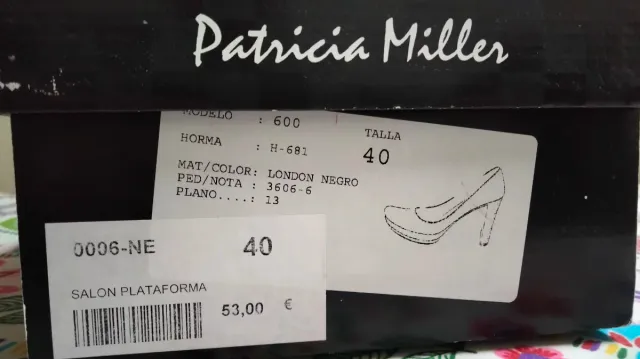 Patricia Miller
MODELO : 600
TALLA
HORMA : H-681
40
MAT/COLOR: LONDON NEGRO
PED/NOTA : 3606-6
PLANO....: 13
0006-NE 40
SALON PLATAFORMA
53,00 €